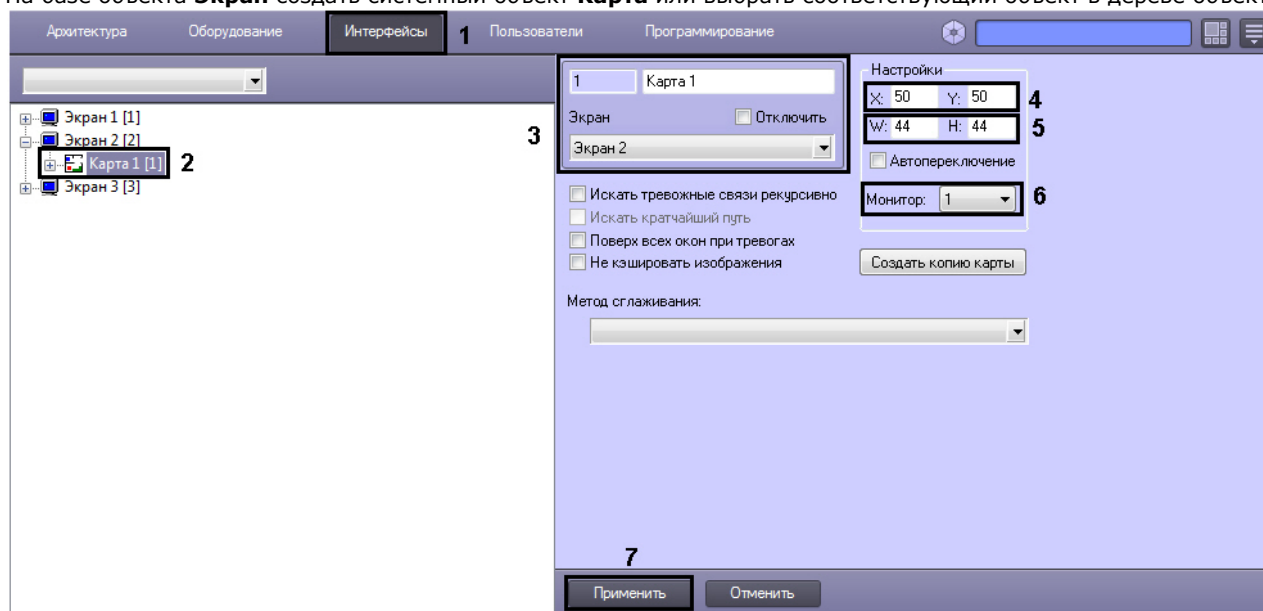 На базе объекта Экран создать системный объект Карта или выбрать соответствующий объект в дереве объект
Архитектура Оборудование Интерфейсы 1 Пользователи Программирование
1 Карта 1
Настройки
X: 50 Y: 50 4
Экран 1 [1]
3 Экран Отключить
W: 44 H: 44 5
Экран 2 [2]
Экран 2
Карта 1 [1] 2
Автопереключение
Экран 3 [3]
Искать тревожные связи рекурсивно
Монитор: 1 6
Искать кратчайший путь
Поверх всех окон при тревогах
Не кэшировать изображения
Создать копию карты
Метод сглаживания:
7
Применить Отменить